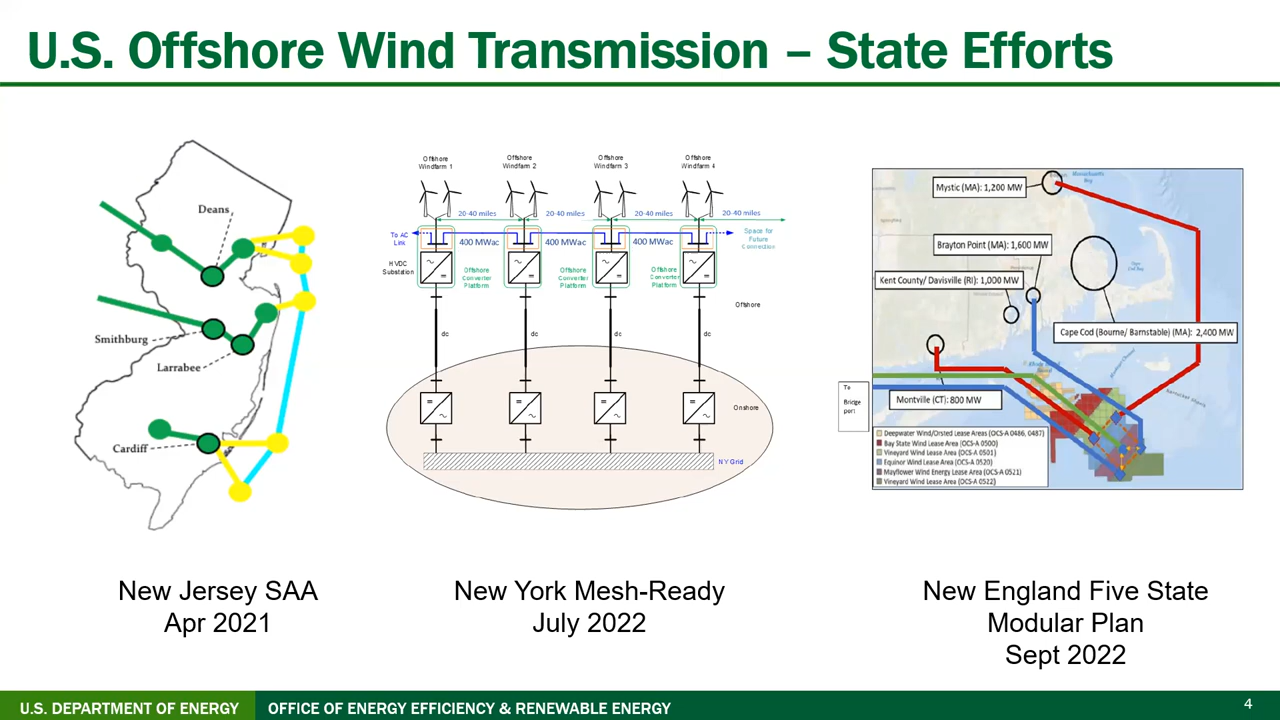 U.S. Offshore Wind Transmission – State Efforts
Deans
Smithburg
Larrabee
Cardiff
New Jersey SAA
Apr 2021
Offshore
Windfarm 1
Offshore
Windfarm 2
Offshore
Windfarm 3
Offshore
Windfarm 4
20-40 miles
20-40 miles
20-40 miles
20-40 miles
To AC
Link
400 MWac
400 MWac
400 MWac
Space for
Future
Connection
HVDC
Substation
Offshore
Converter
Platform
Offshore
Converter
Platform
Offshore
Converter
Platform
Offshore
dc
dc
dc
dc
Onshore
NY Grid
New York Mesh-Ready
July 2022
Mystic (MA): 1,200 MW
Brayton Point (MA): 1,600 MW
Kent County/ Davisville (RI): 1,000 MW
Cape Cod (Bourne/ Barnstable) (MA): 2,400 MW
Montville (CT): 800 MW
To
Bridge
port
Deepwater Wind/Orsted Lease Areas (OCS-A 0486, 0487)
Bay State Wind Lease Area (OCS-A 0500)
Vineyard Wind Lease Area (OCS-A 0501)
Equinor Wind Lease Area (OCS-A 0520)
Mayflower Wind Energy Lease Area (OCS-A 0521)
Vineyard Wind Lease Area (OCS-A 0522)
New England Five State
Modular Plan
Sept 2022
U.S. DEPARTMENT OF ENERGY
OFFICE OF ENERGY EFFICIENCY & RENEWABLE ENERGY
4